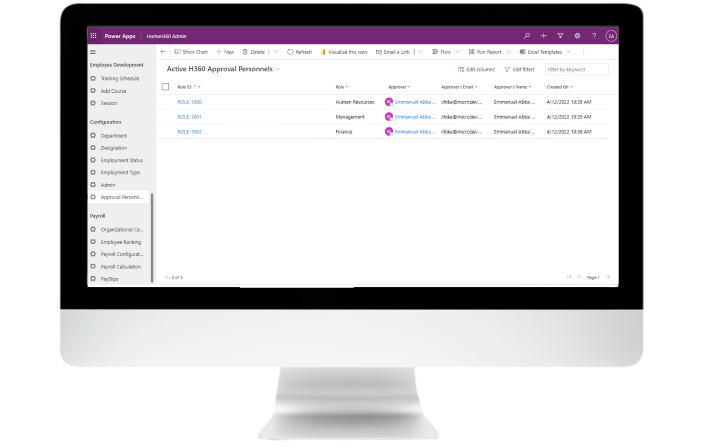 Power Apps Human360 Admin ? EA
Show Chart New Delete Refresh Visualize this view Email a Link Flow Run Report Excel Templates
Employee Development
Training Schedule
Add Course
Session
Configuration
Department
Designation
Employment Status
Employment Type
Admin
Approval Personn...
Payroll
Organizational Ca...
Employee Ranking
Payroll Configurat...
Payroll Calculation
PaySlips
Active H360 Approval Personnels
Edit columns Edit filters Filter by keyword
Role ID Role Approval Approver's Email Approver's Name Created On
ROLE-1000 Human Resources Emmanuel Abba ... chike@microdev... Emmanuel Abba ... 4/12/2022 10:35 AM
ROLE-1001 Management Emmanuel Abba ... chike@microdev... Emmanuel Abba ... 4/12/2022 10:35 AM
ROLE-1002 Finance Emmanuel Abba ... chike@microdev... Emmanuel Abba ... 4/12/2022 10:36 AM
1 - 3 of 3 Page 1